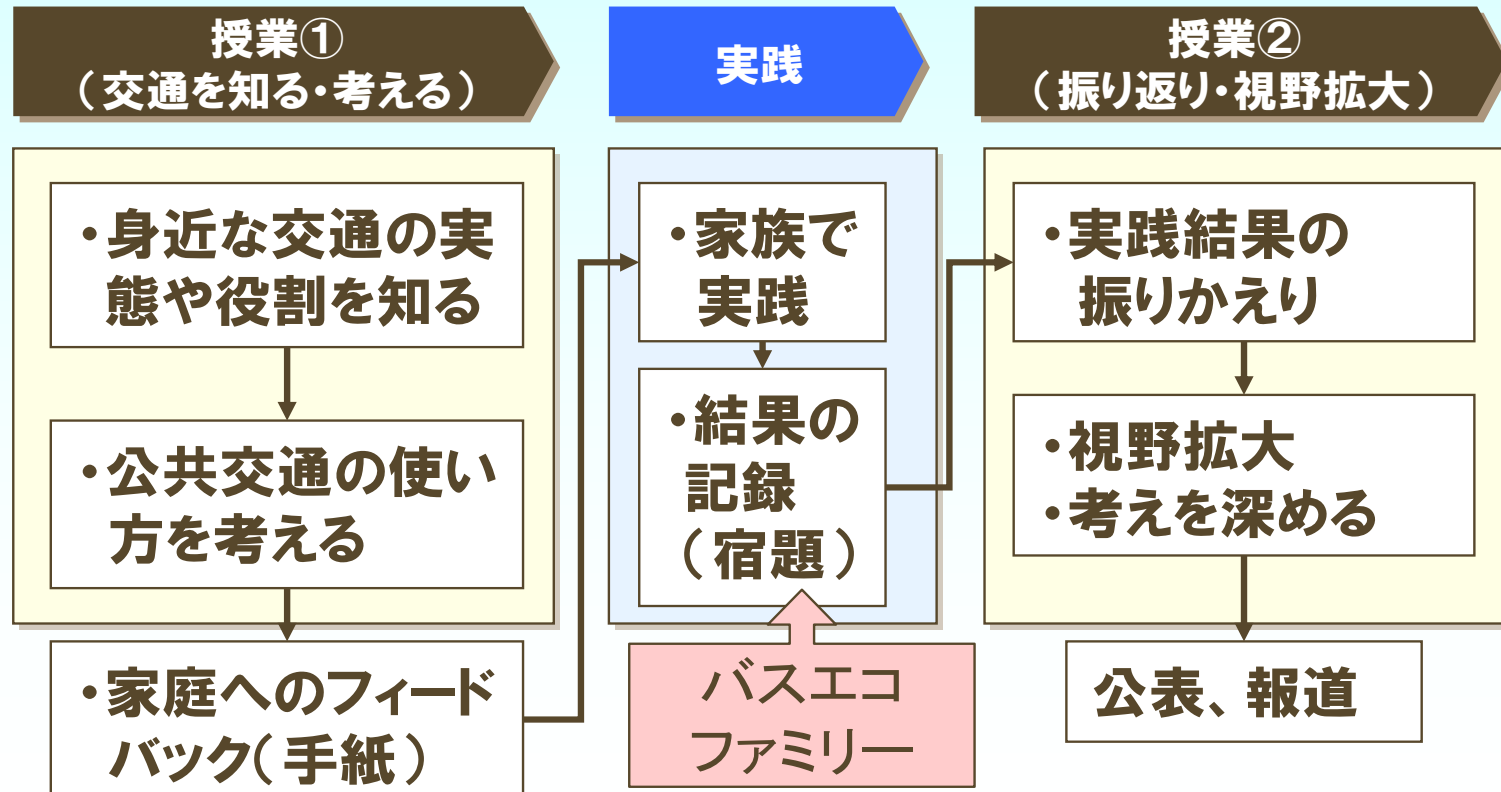 授業①
(交通を知る・考える)
・身近な交通の実
態や役割を知る
・公共交通の使い
方を考える
・家庭へのフィード
バック(手紙)
実践
・家族で
実践
・結果の
記録
(宿題)
バスエコ
ファミリー
授業②
(振り返り・視野拡大)
・実践結果の
振りかえり
・視野拡大
・考えを深める
公表、報道